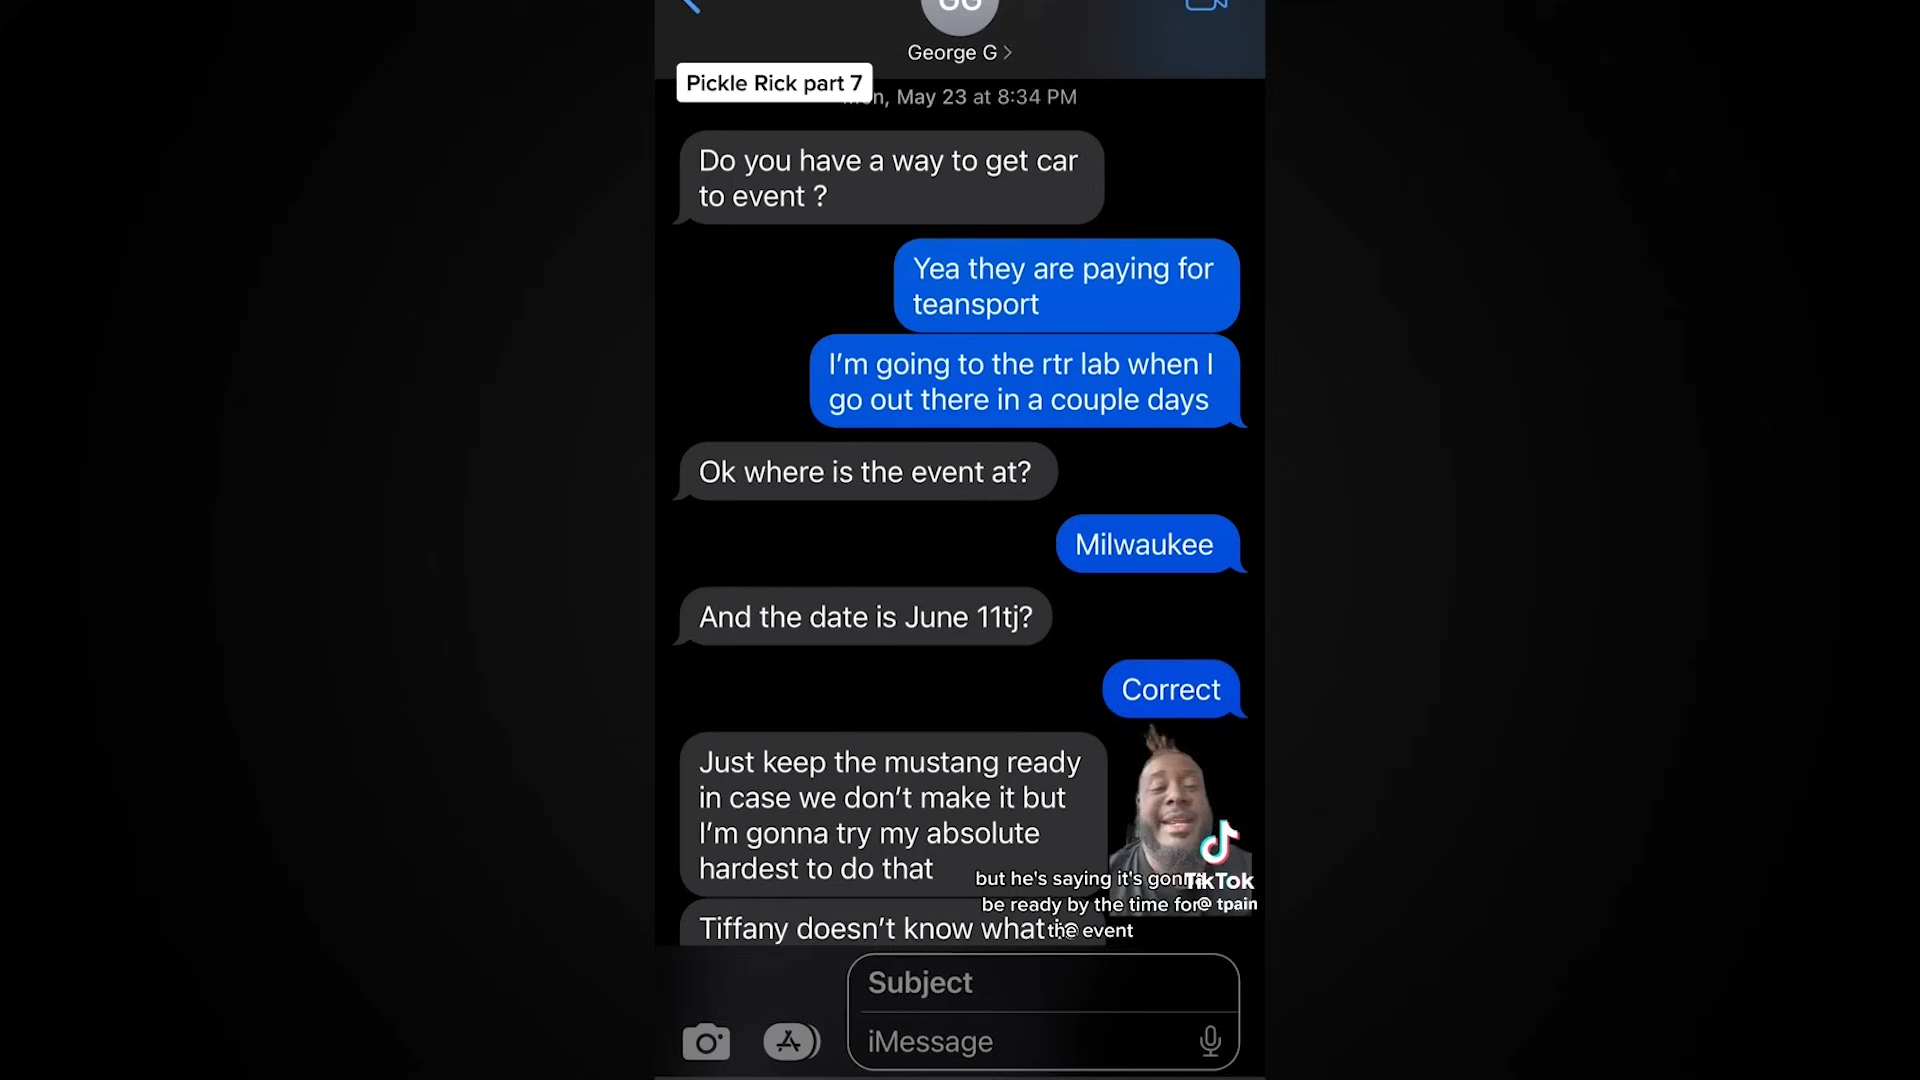 GG
George G
Pickle Rick part 7
May 23 at 8:34 PM
Do you have a way to get car
to event ?
Yea they are paying for
teansport
I'm going to the rtr lab when I
go out there in a couple days
Ok where is the event at?
Milwaukee
And the date is June 11tj?
Correct
Just keep the mustang ready
in case we don't make it but
I'm gonna try my absolute
hardest to do that
but he's saying it's gonna
TikTok
be ready by the time for
@ tpain
Tiffany doesn't know what
the event
Subject
iMessage